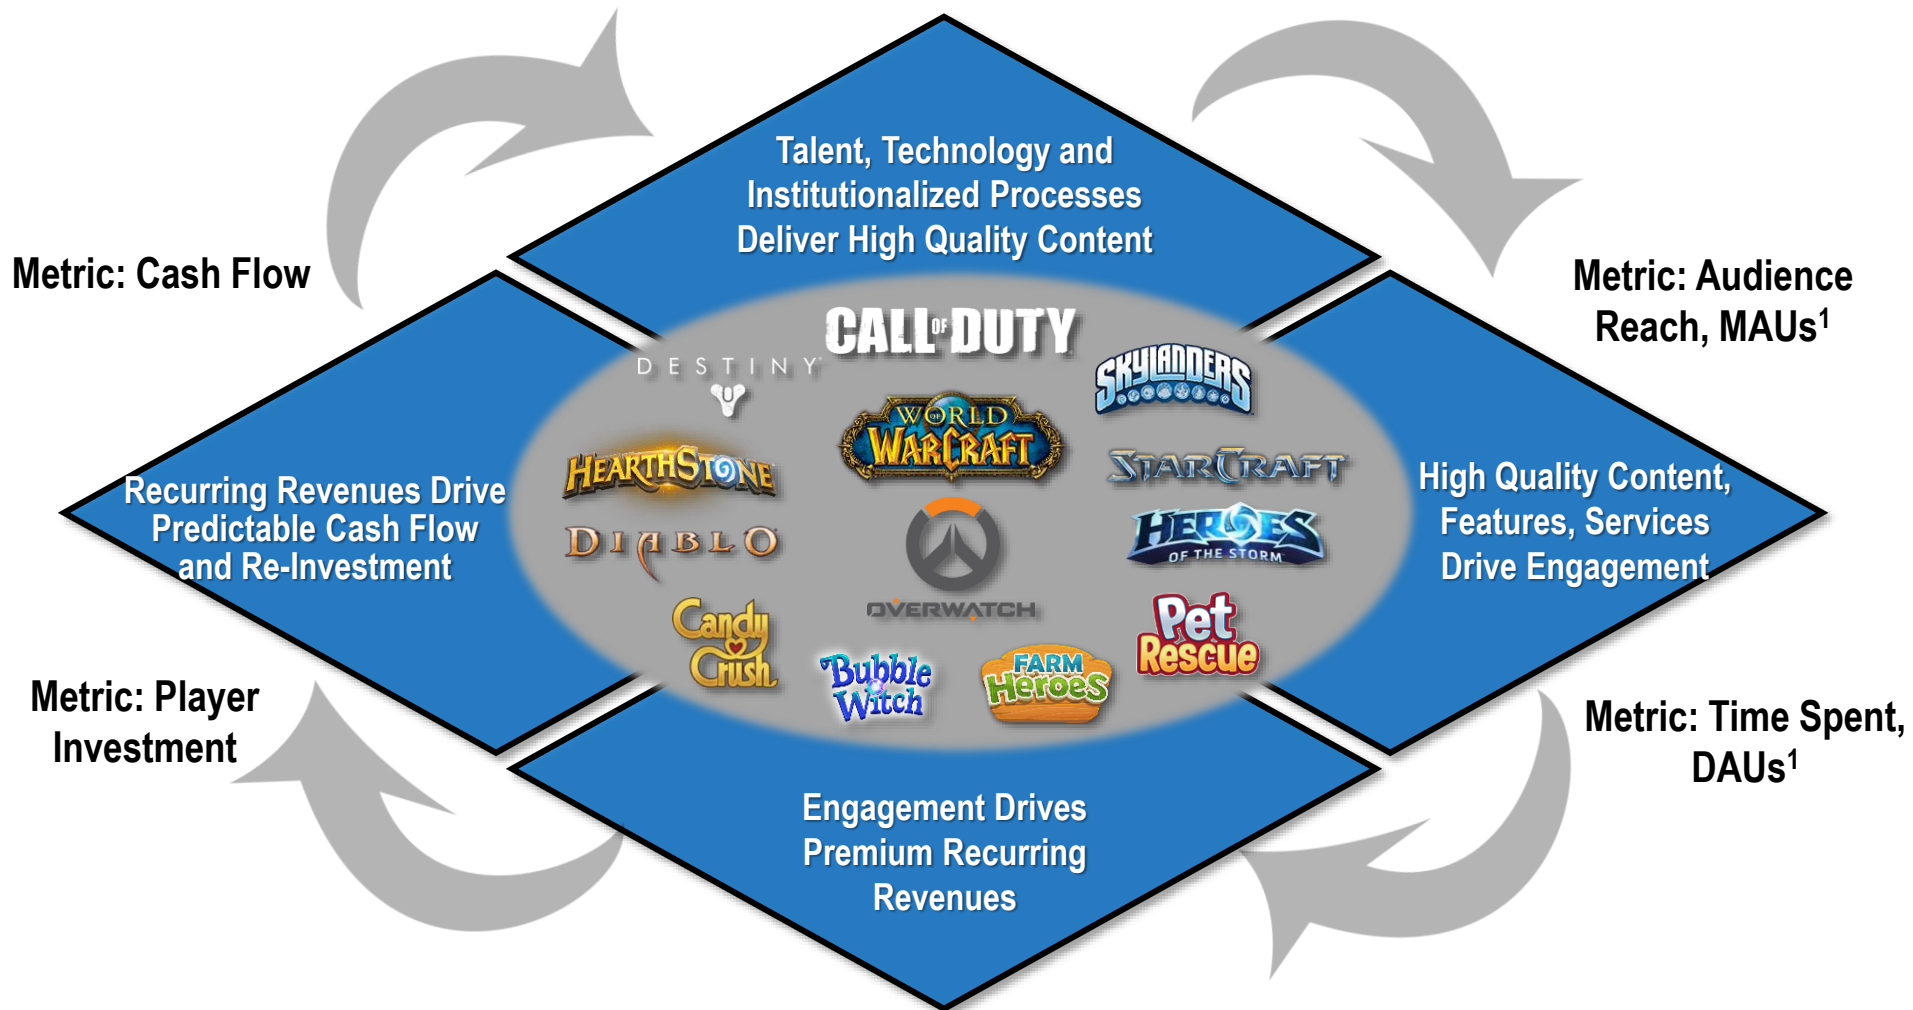 Talent, Technology and
Institutionalized Processes
Deliver High Quality Content
Metric: Cash Flow
Metric: Audience
Reach, MAUs¹
CALL OF DUTY
DESTINY
SKYLANDERS
WORLD
OF
WARCRAFT
HEARTHSTONE
STARCRAFT
Recurring Revenues Drive
Predictable Cash Flow
and Re-Investment
High Quality Content,
Features, Services
Drive Engagement
DIABLO
HEROES
OF THE STORM
OVERWATCH
Candy
Crush
Pet
Rescue
Bubble
Witch
FARM
Heroes
Metric: Player
Investment
Metric: Time Spent,
DAUs¹
Engagement Drives
Premium Recurring
Revenues